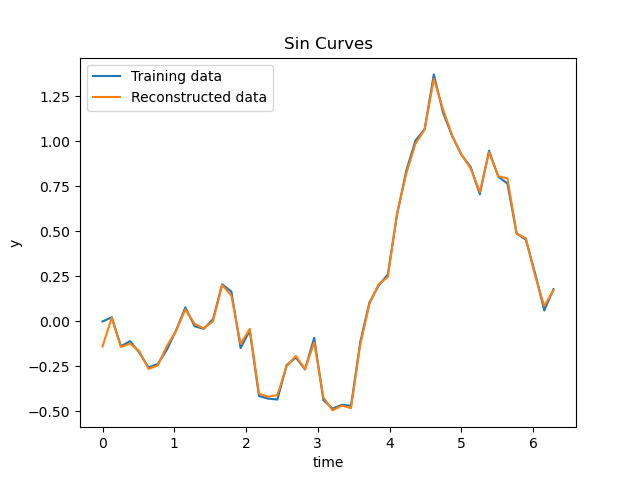 Sin Curves
Training data
Reconstructed data
1.25
1.00
0.75
0.50
0.25
0.00
−0.25
−0.50
y
0 1 2 3 4 5 6
time